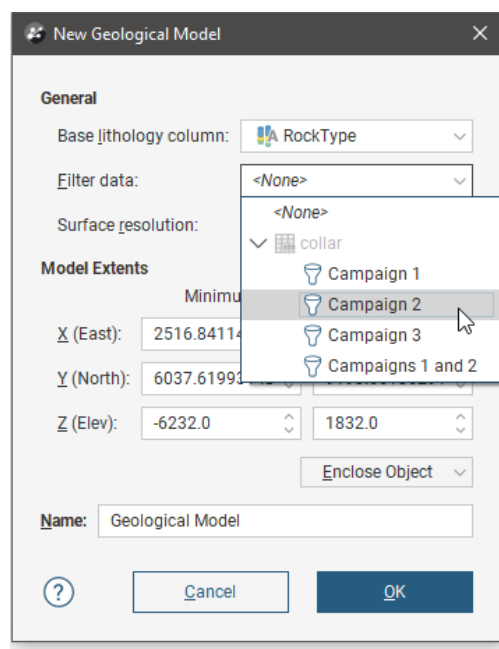 New Geological Model
General
Base lithology column: RockType
Filter data: <None>
<None>
Surface resolution:
collar
Campaign 1
Model Extents
Campaign 2
X (East): 2516.84114
Campaign 3
Y (North): 6037.61993
Campaigns 1 and 2
Z (Elev): -6232.0 1832.0
Enclose Object
Name: Geological Model
? Cancel OK